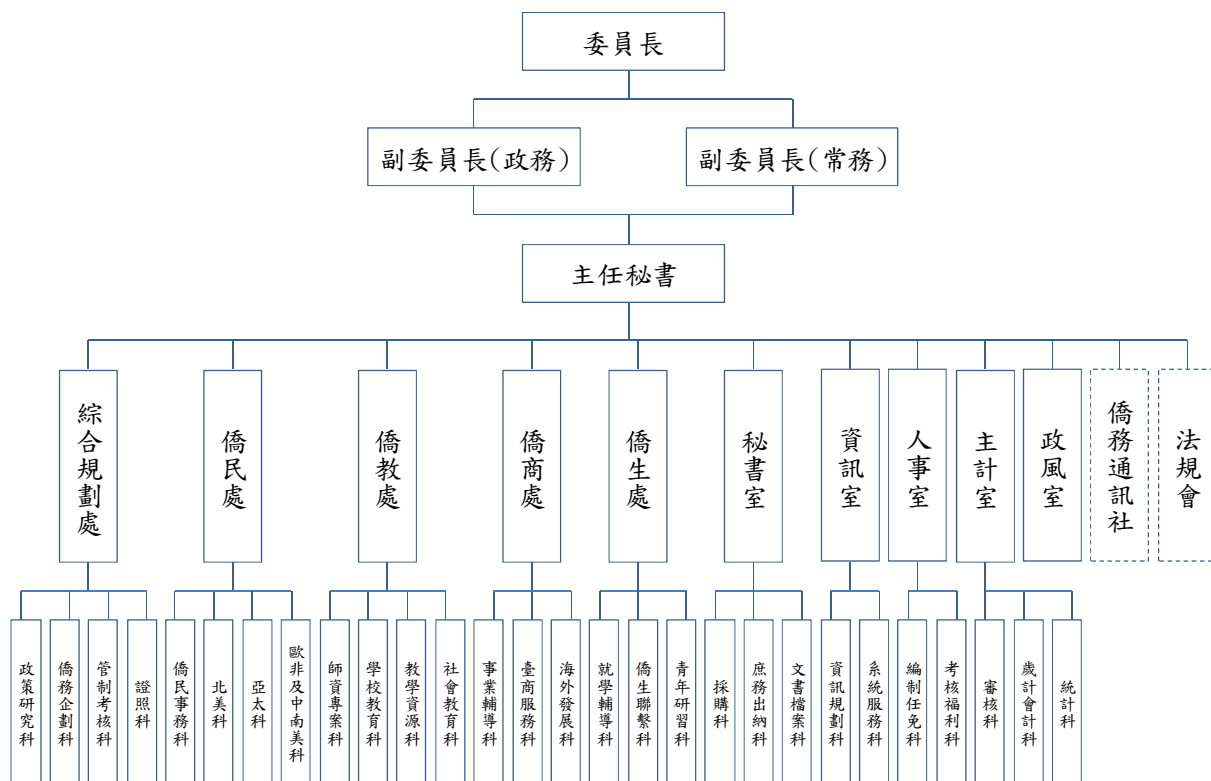 委員長
副委員長(政務)
副委員長(常務)
主任秘書
綜合規劃處
僑民處
僑教處
僑商處
僑生處
秘書室
資訊室
人事室
主計室
政風室
僑務通訊社
法規會
政策研究科
僑務企劃科
管制考核科
證照科
僑民事務科
北美科
亞太科
歐非及中南美科
師資專案科
學校教育科
教學資源科
社會教育科
事業輔導科
臺商服務科
海外發展科
就學輔導科
僑生聯繫科
青年研習科
採購科
庶務出納科
文書檔案科
資訊規劃科
系統服務科
編制任免科
考核福利科
審核科
歲計會計科
統計科